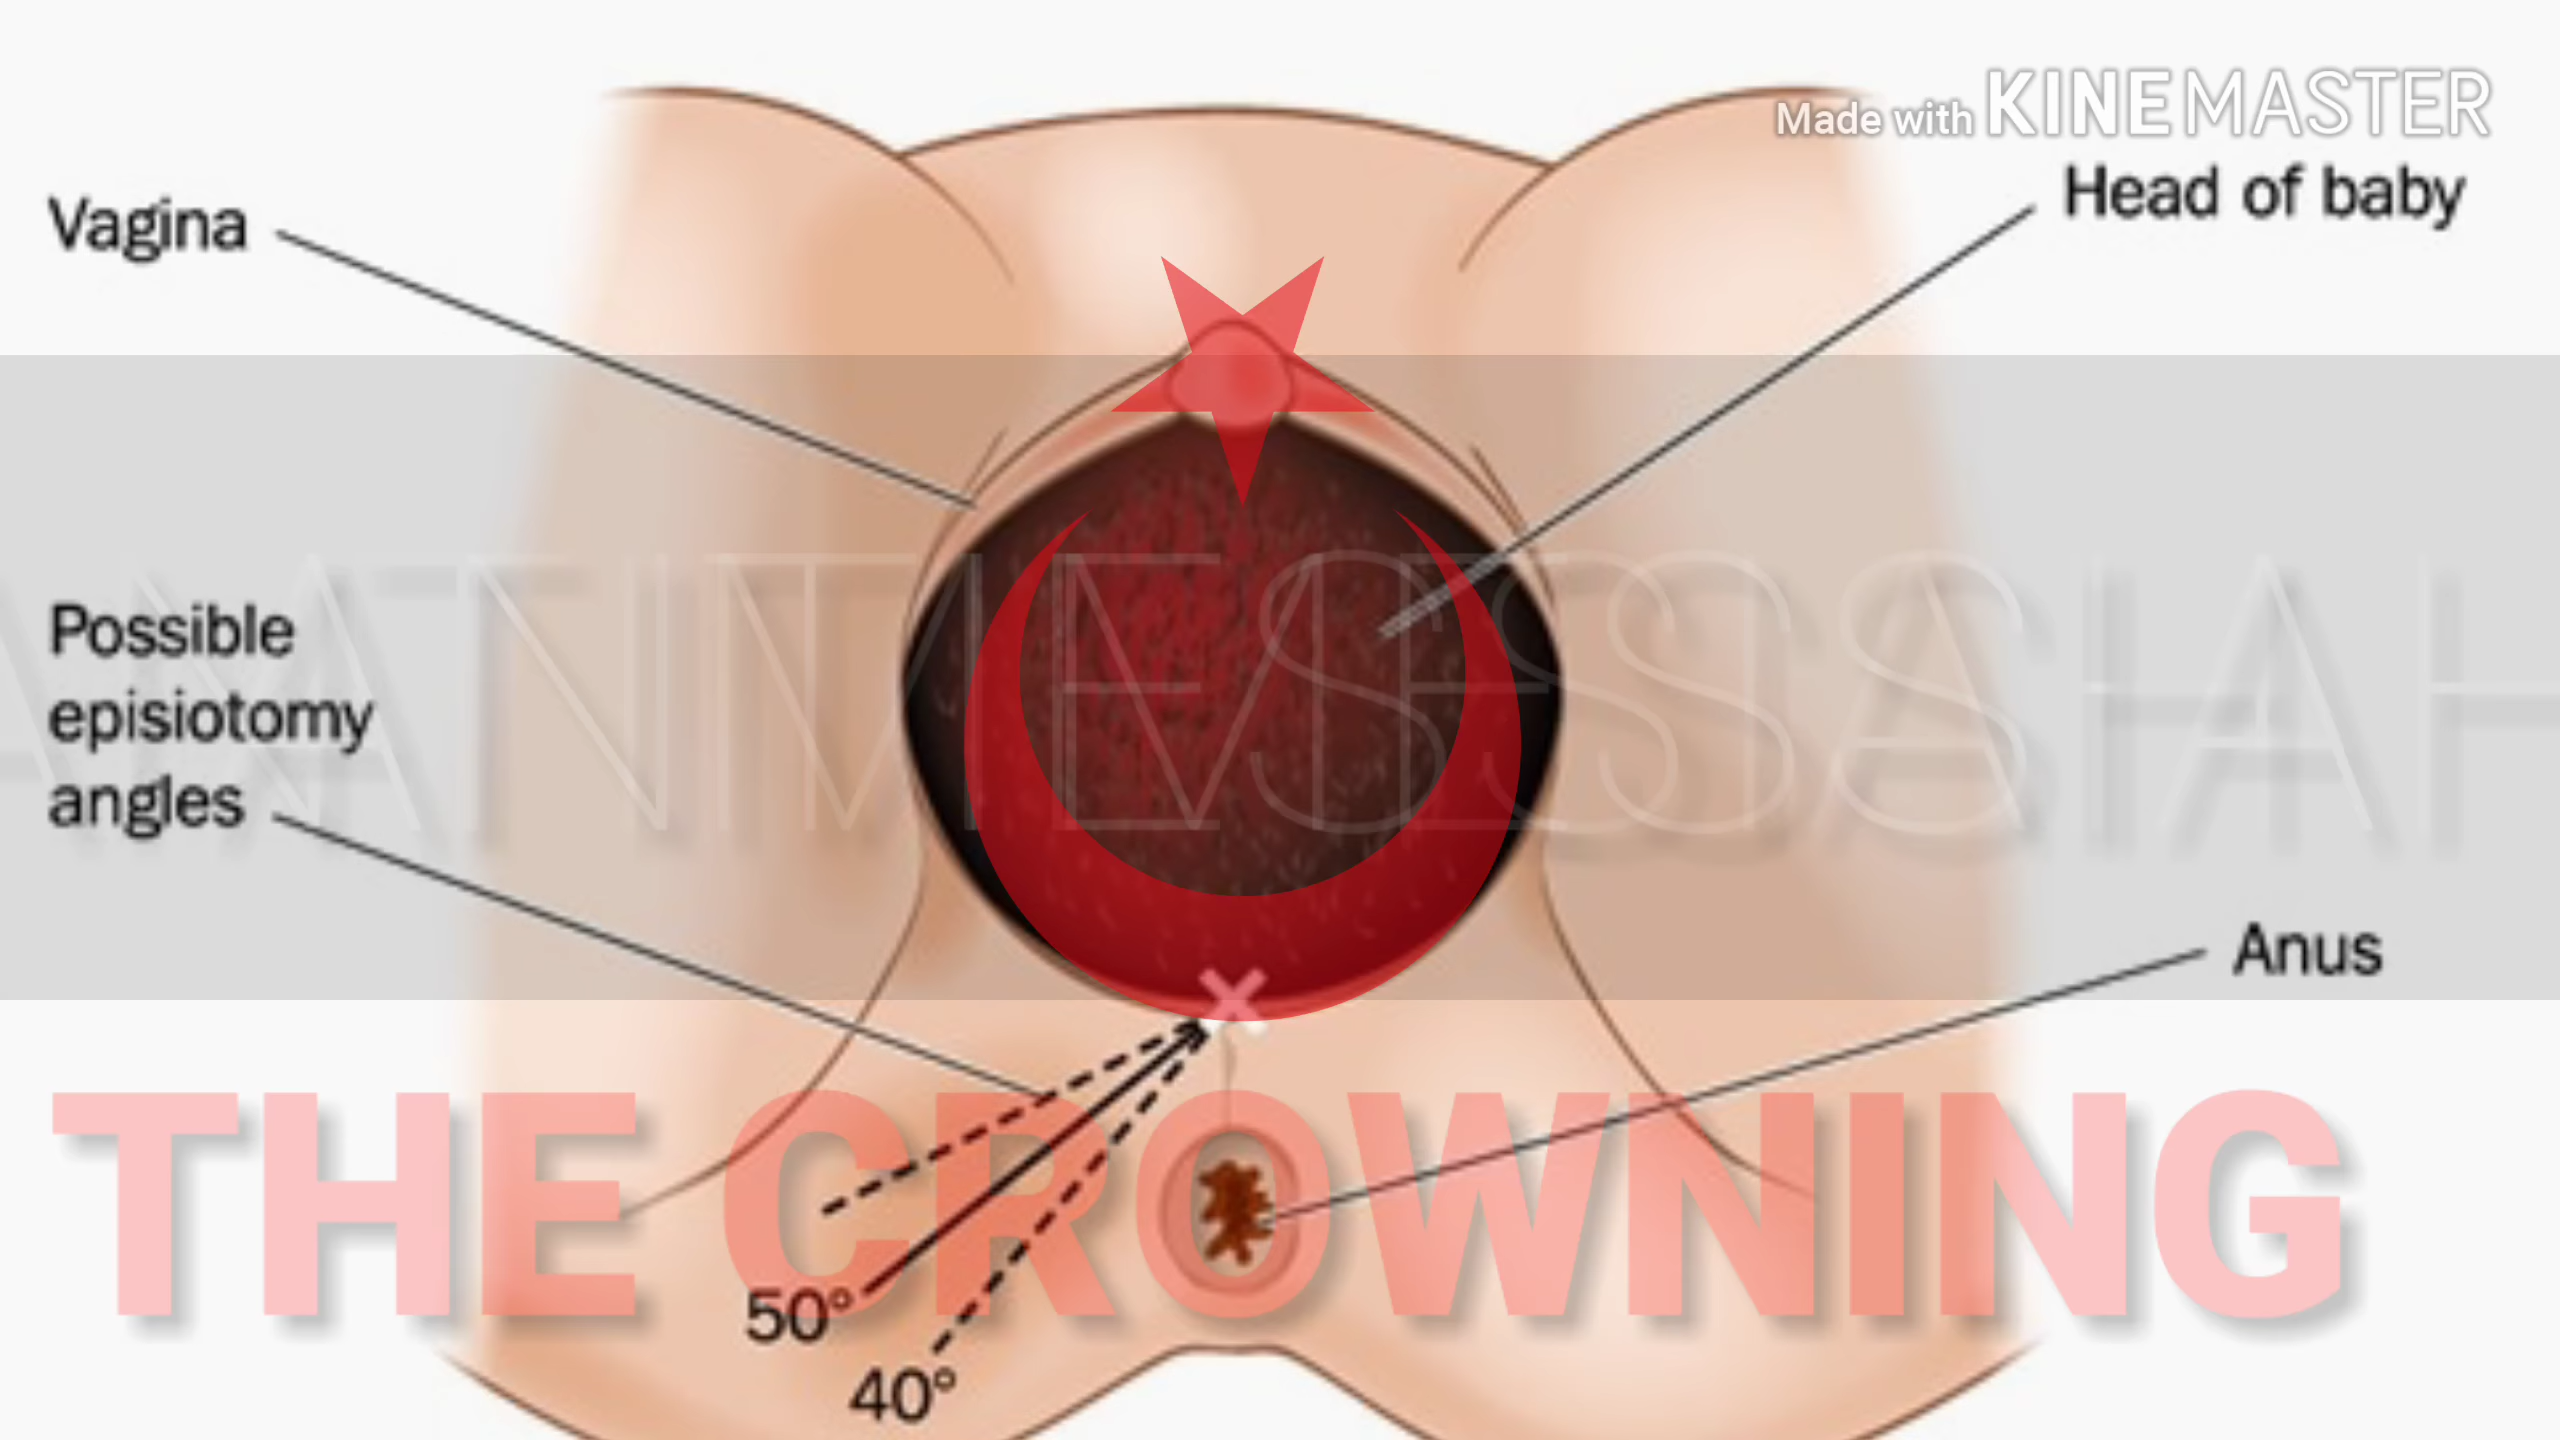 Made with KINEMASTER
Head of baby
Vagina
Possible
episiotomy
angles
Anus
THE CROWNING
50°
40°